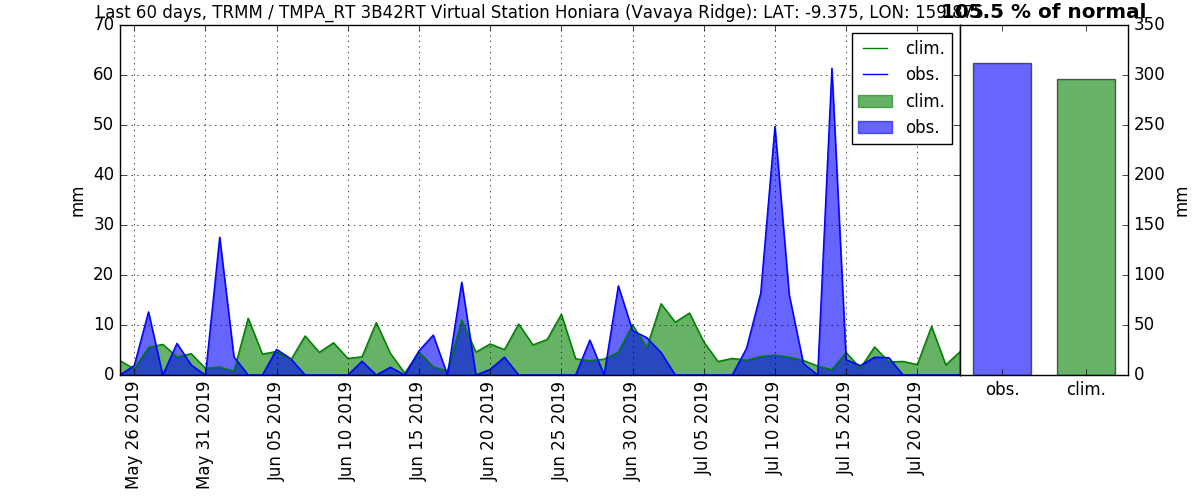 Last 60 days, TRMM / TMPA_RT 3B42RT Virtual Station Honiara (Vavaya Ridge): LAT: -9.375, LON:
105.5 % of normal
70
60
50
40
30
20
10
0
mm
clim.
obs.
clim.
obs.
May 26 2019
May 31 2019
Jun 05 2019
Jun 10 2019
Jun 15 2019
Jun 20 2019
Jun 25 2019
Jun 30 2019
Jul 05 2019
Jul 10 2019
Jul 15 2019
Jul 20 2019
obs.
clim.
350
300
250
200
150
100
50
0
mm